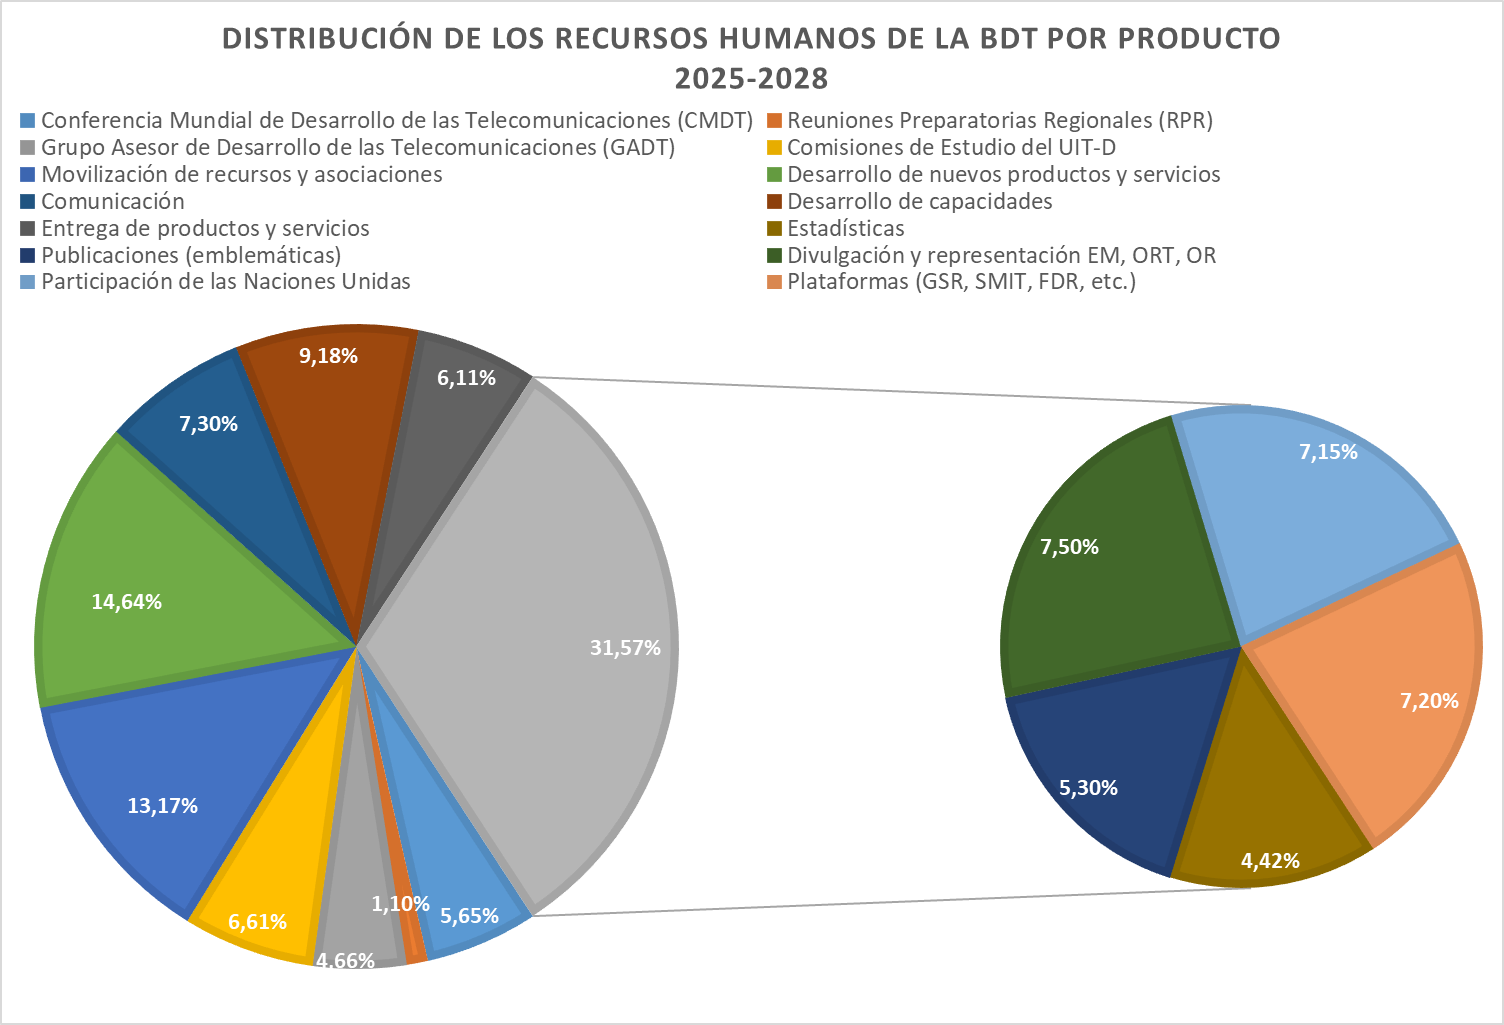 DISTRIBUCIÓN DE LOS RECURSOS HUMANOS DE LA BDT POR PRODUCTO
2025-2028
Conferencia Mundial de Desarrollo de las Telecomunicaciones (CMDT)
Reuniones Preparatorias Regionales (RPR)
Grupo Asesor de Desarrollo de las Telecomunicaciones (GADT)
Comisiones de Estudio del UIT-D
Movilización de recursos y asociaciones
Desarrollo de nuevos productos y servicios
Comunicación
Desarrollo de capacidades
Entrega de productos y servicios
Estadísticas
Publicaciones (emblemáticas)
Divulgación y representación EM, ORT, OR
Participación de las Naciones Unidas
Plataformas (GSR, SMIT, FDR, etc.)
9,18%
6,11%
7,30%
14,64%
31,57%
13,17%
6,61%
4,66%
1,10%
5,65%
7,15%
7,50%
7,20%
5,30%
4,42%